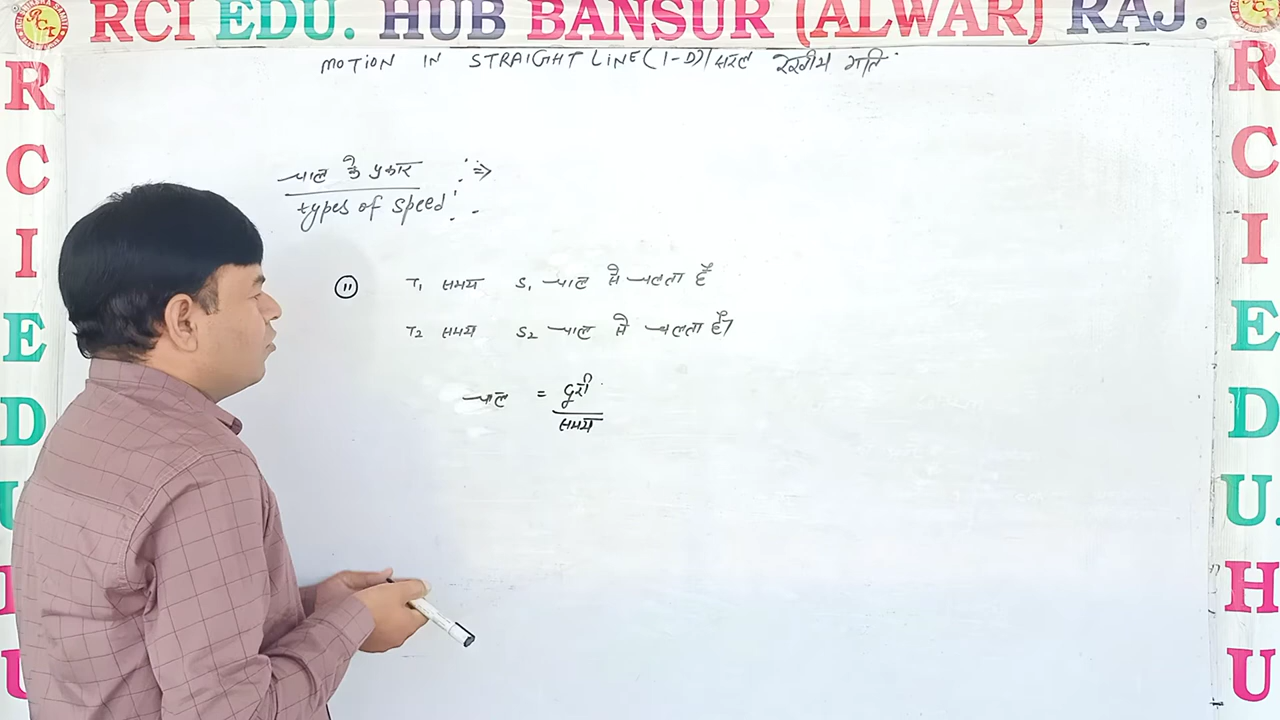 RCI EDU. HUB BANSUR (ALWAR) RAJ.
MOTION IN STRAIGHT LINE (1-D) / सरल रेखीय गति
चाल के प्रकार :⇒
types of speed :-
(ii) T₁ समय S₁ चाल से चलता है
T₂ समय S₂ चाल से चलता है।
चाल = दूरी
समय
R
C
I
E
D
U
R
C
I
E
D
U.
H
U